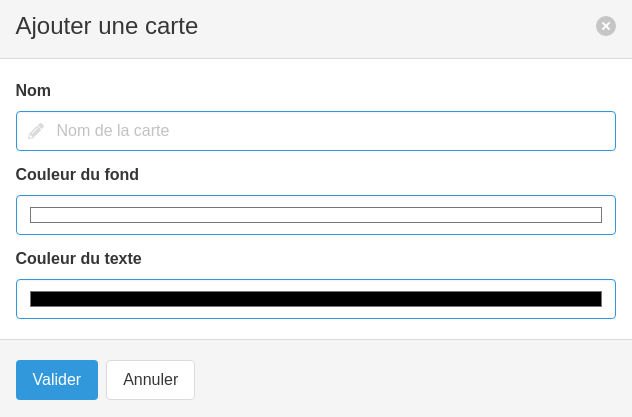 Ajouter une carte
Nom
Nom de la carte
Couleur du fond
Couleur du texte
Valider
Annuler